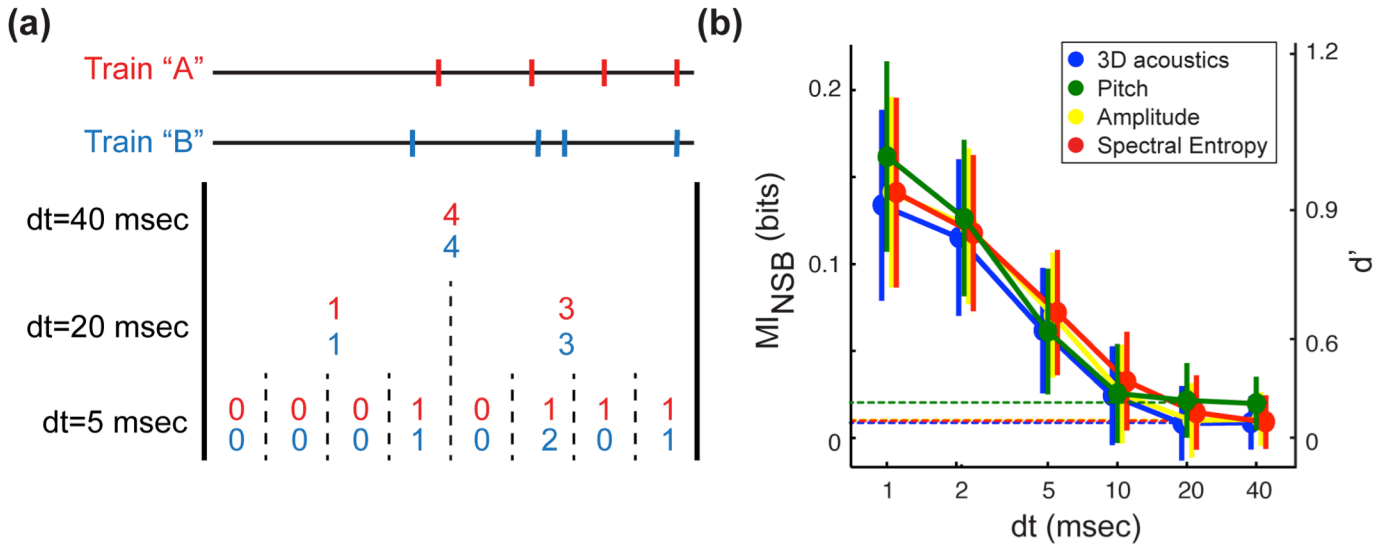 (a)
Train "A"
Train "B"
dt=40 msec
4
4
dt=20 msec
1 3
1 3
dt=5 msec
0 0 0 1 0 1 1 1
0 0 0 1 0 2 0 1
(b)
3D acoustics
Pitch
Amplitude
Spectral Entropy
MI_NSB (bits)
0.2
0.1
0
1.2
0.9
0.6
0
d'
1 2 5 10 20 40
dt (msec)